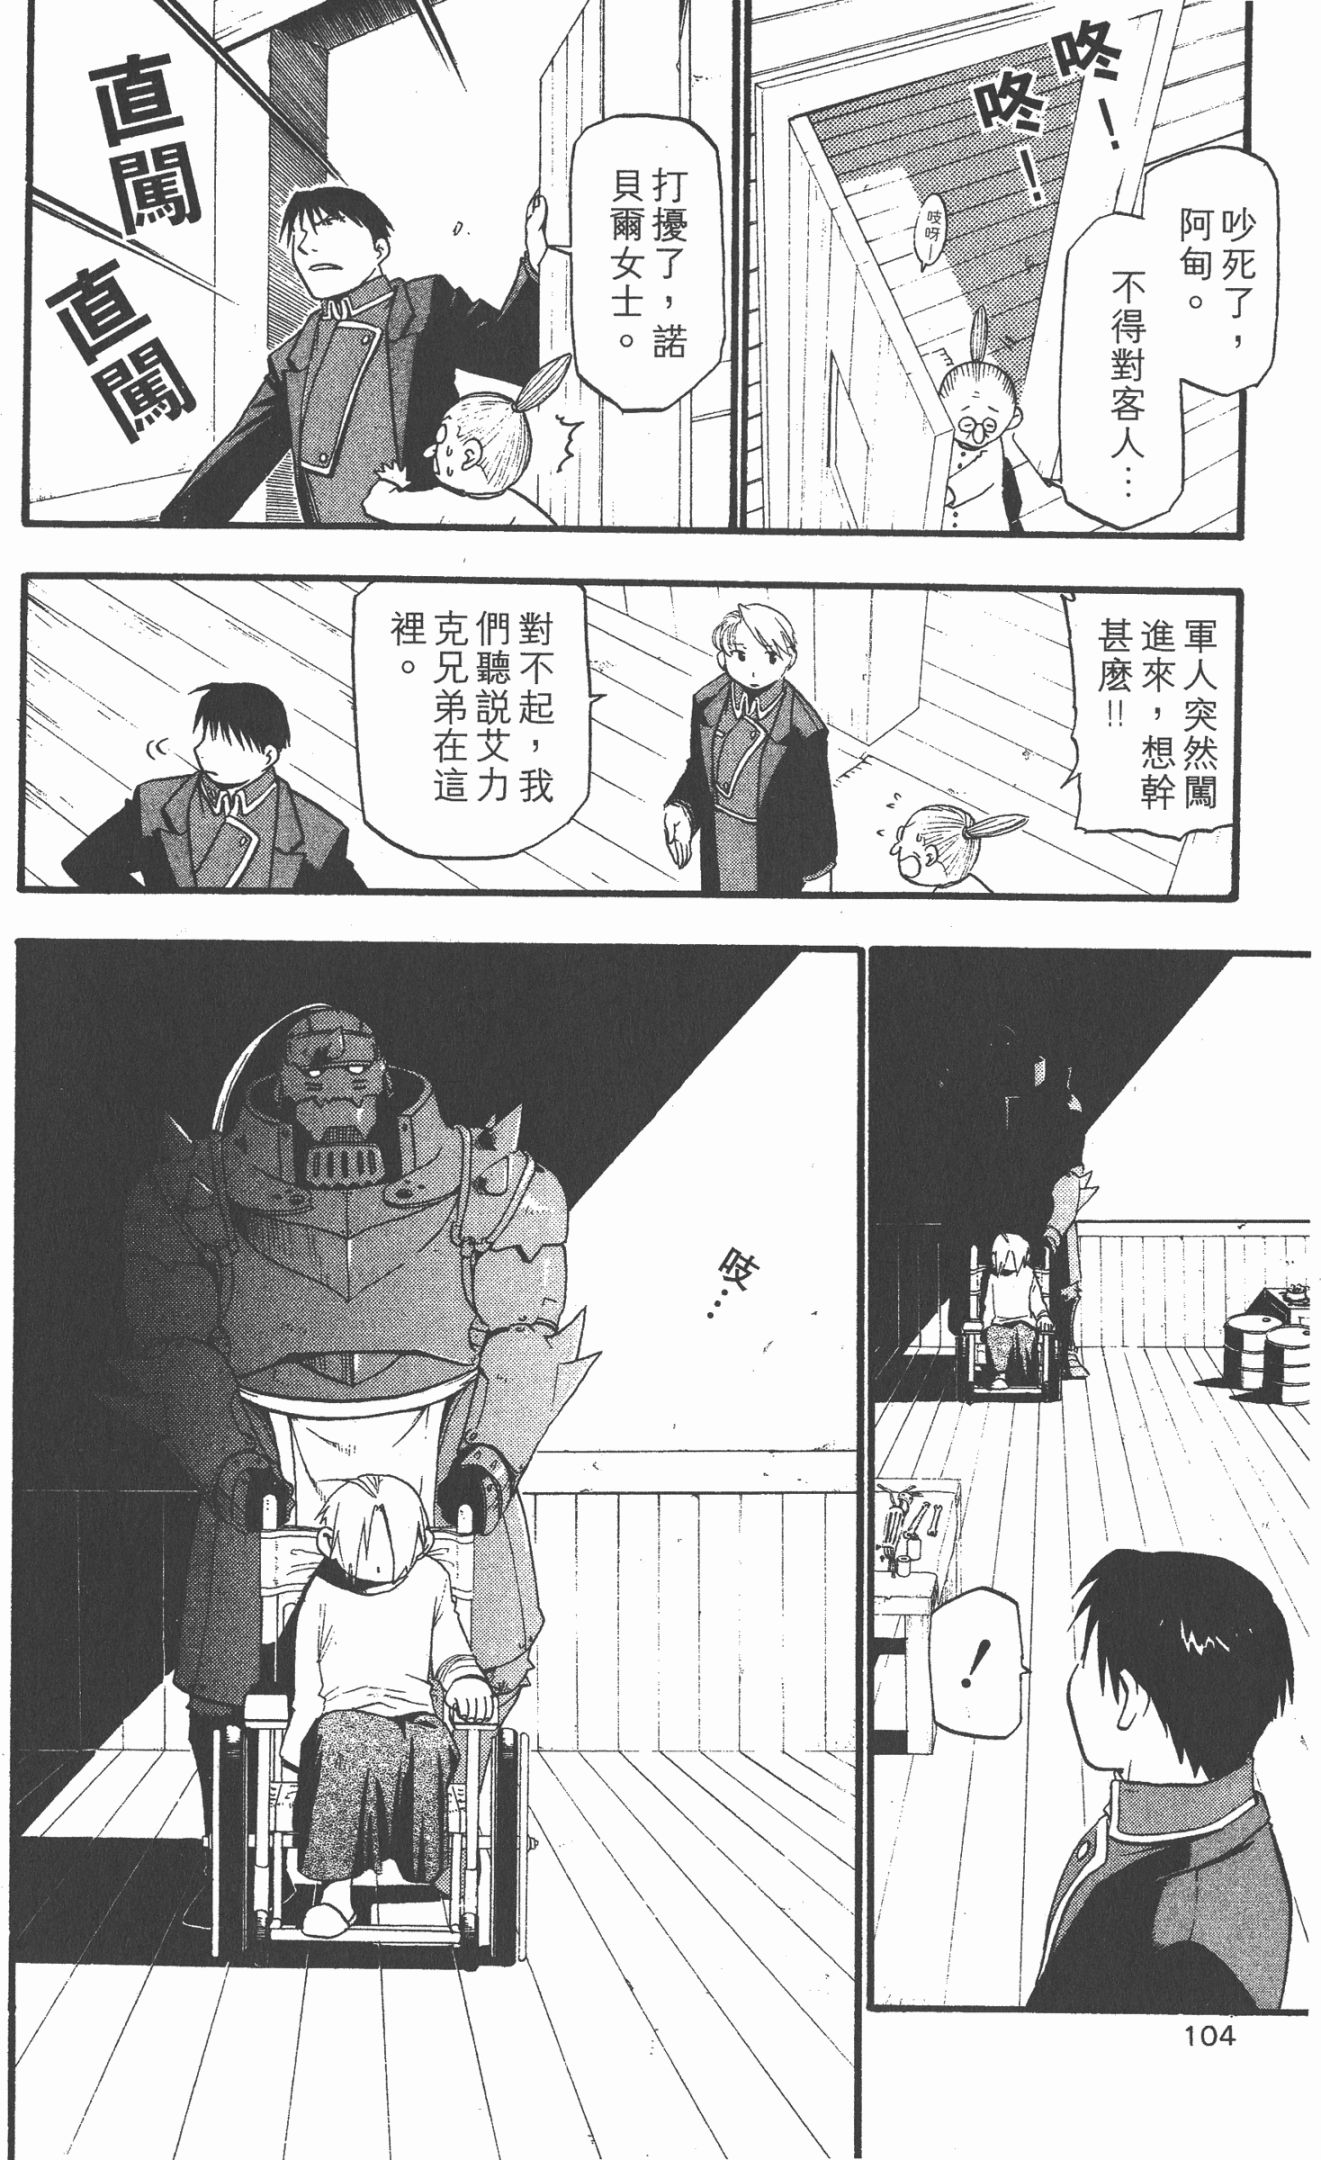 咚！
咚！
吵死了，
阿甸。
不得對客人…
吱呀—
打擾了，諾
貝爾女士。
直闖
直闖
軍人突然闖
進來，想幹
甚麼!!
對不起，我
們聽說艾力
克兄弟在這
裡。
！
吱…
104